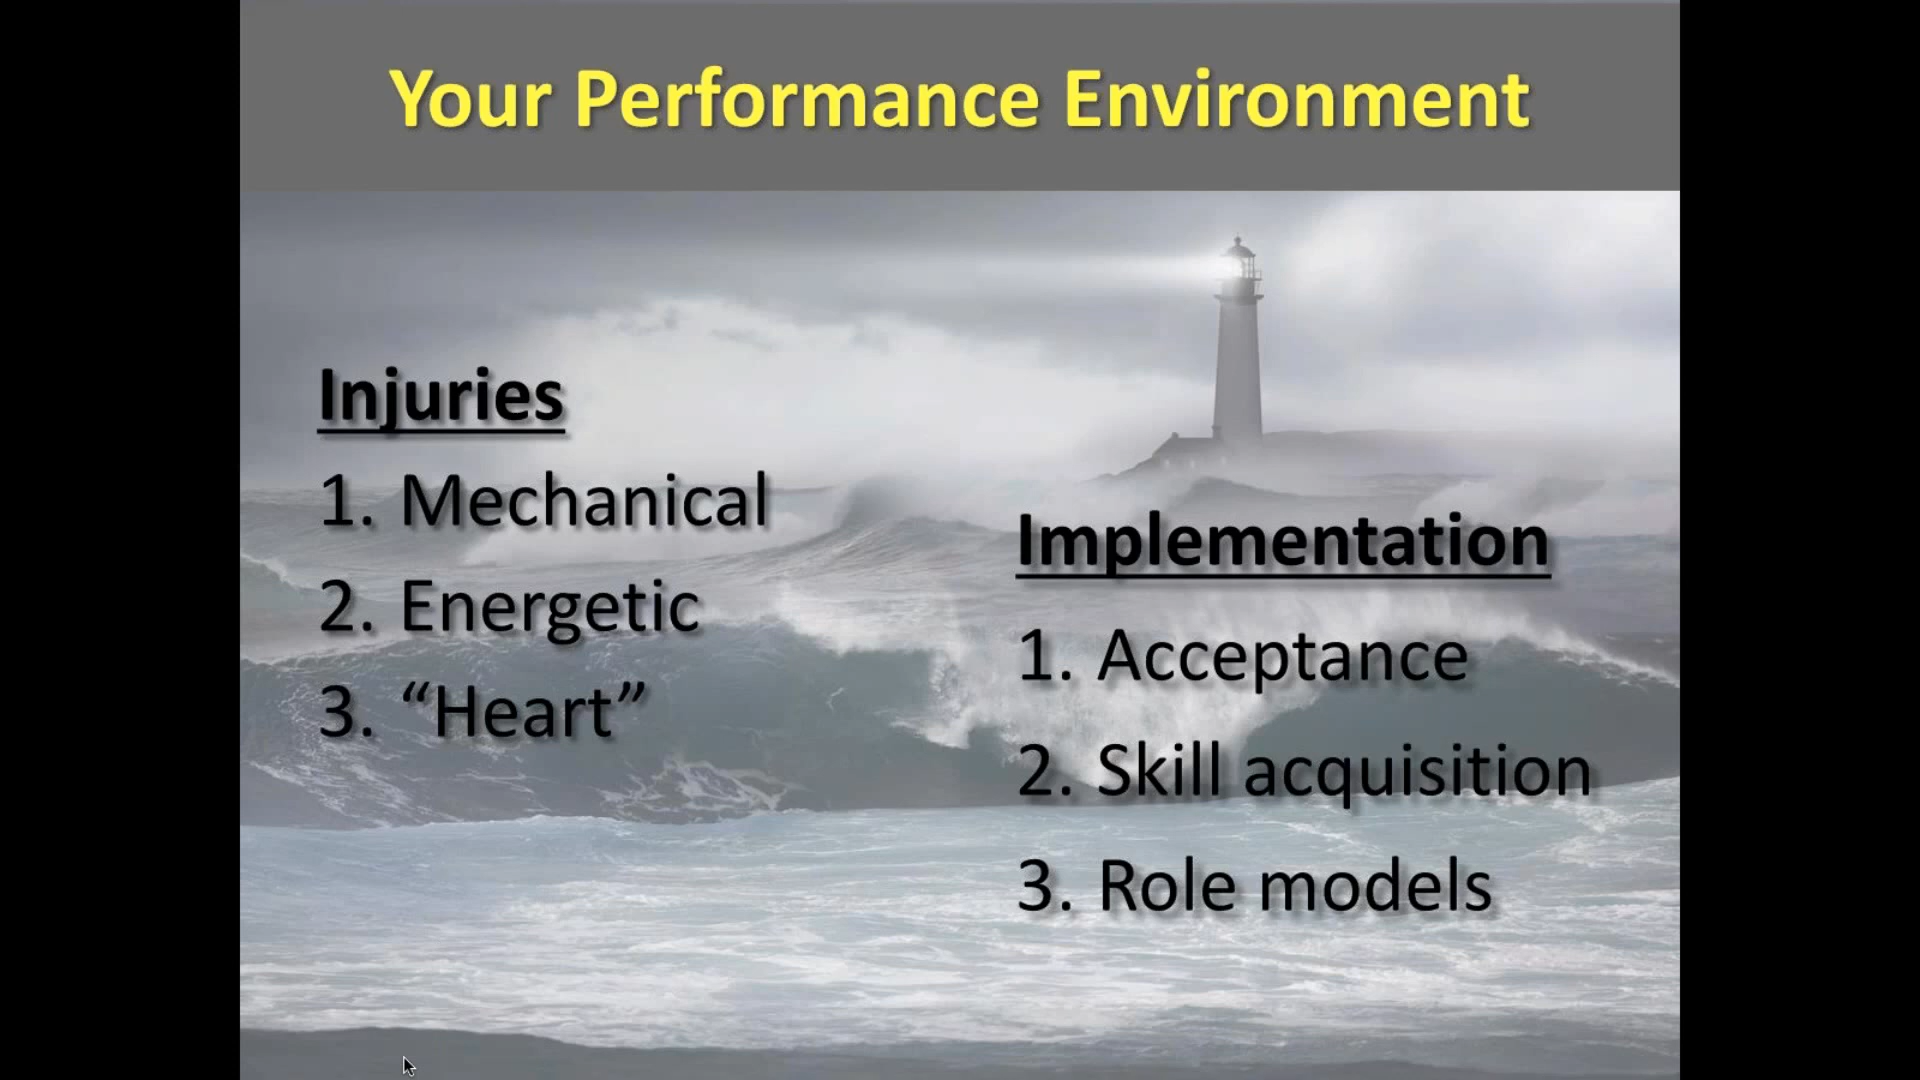 Your Performance Environment
Injuries
1. Mechanical
2. Energetic
3. “Heart”
Implementation
1. Acceptance
2. Skill acquisition
3. Role models